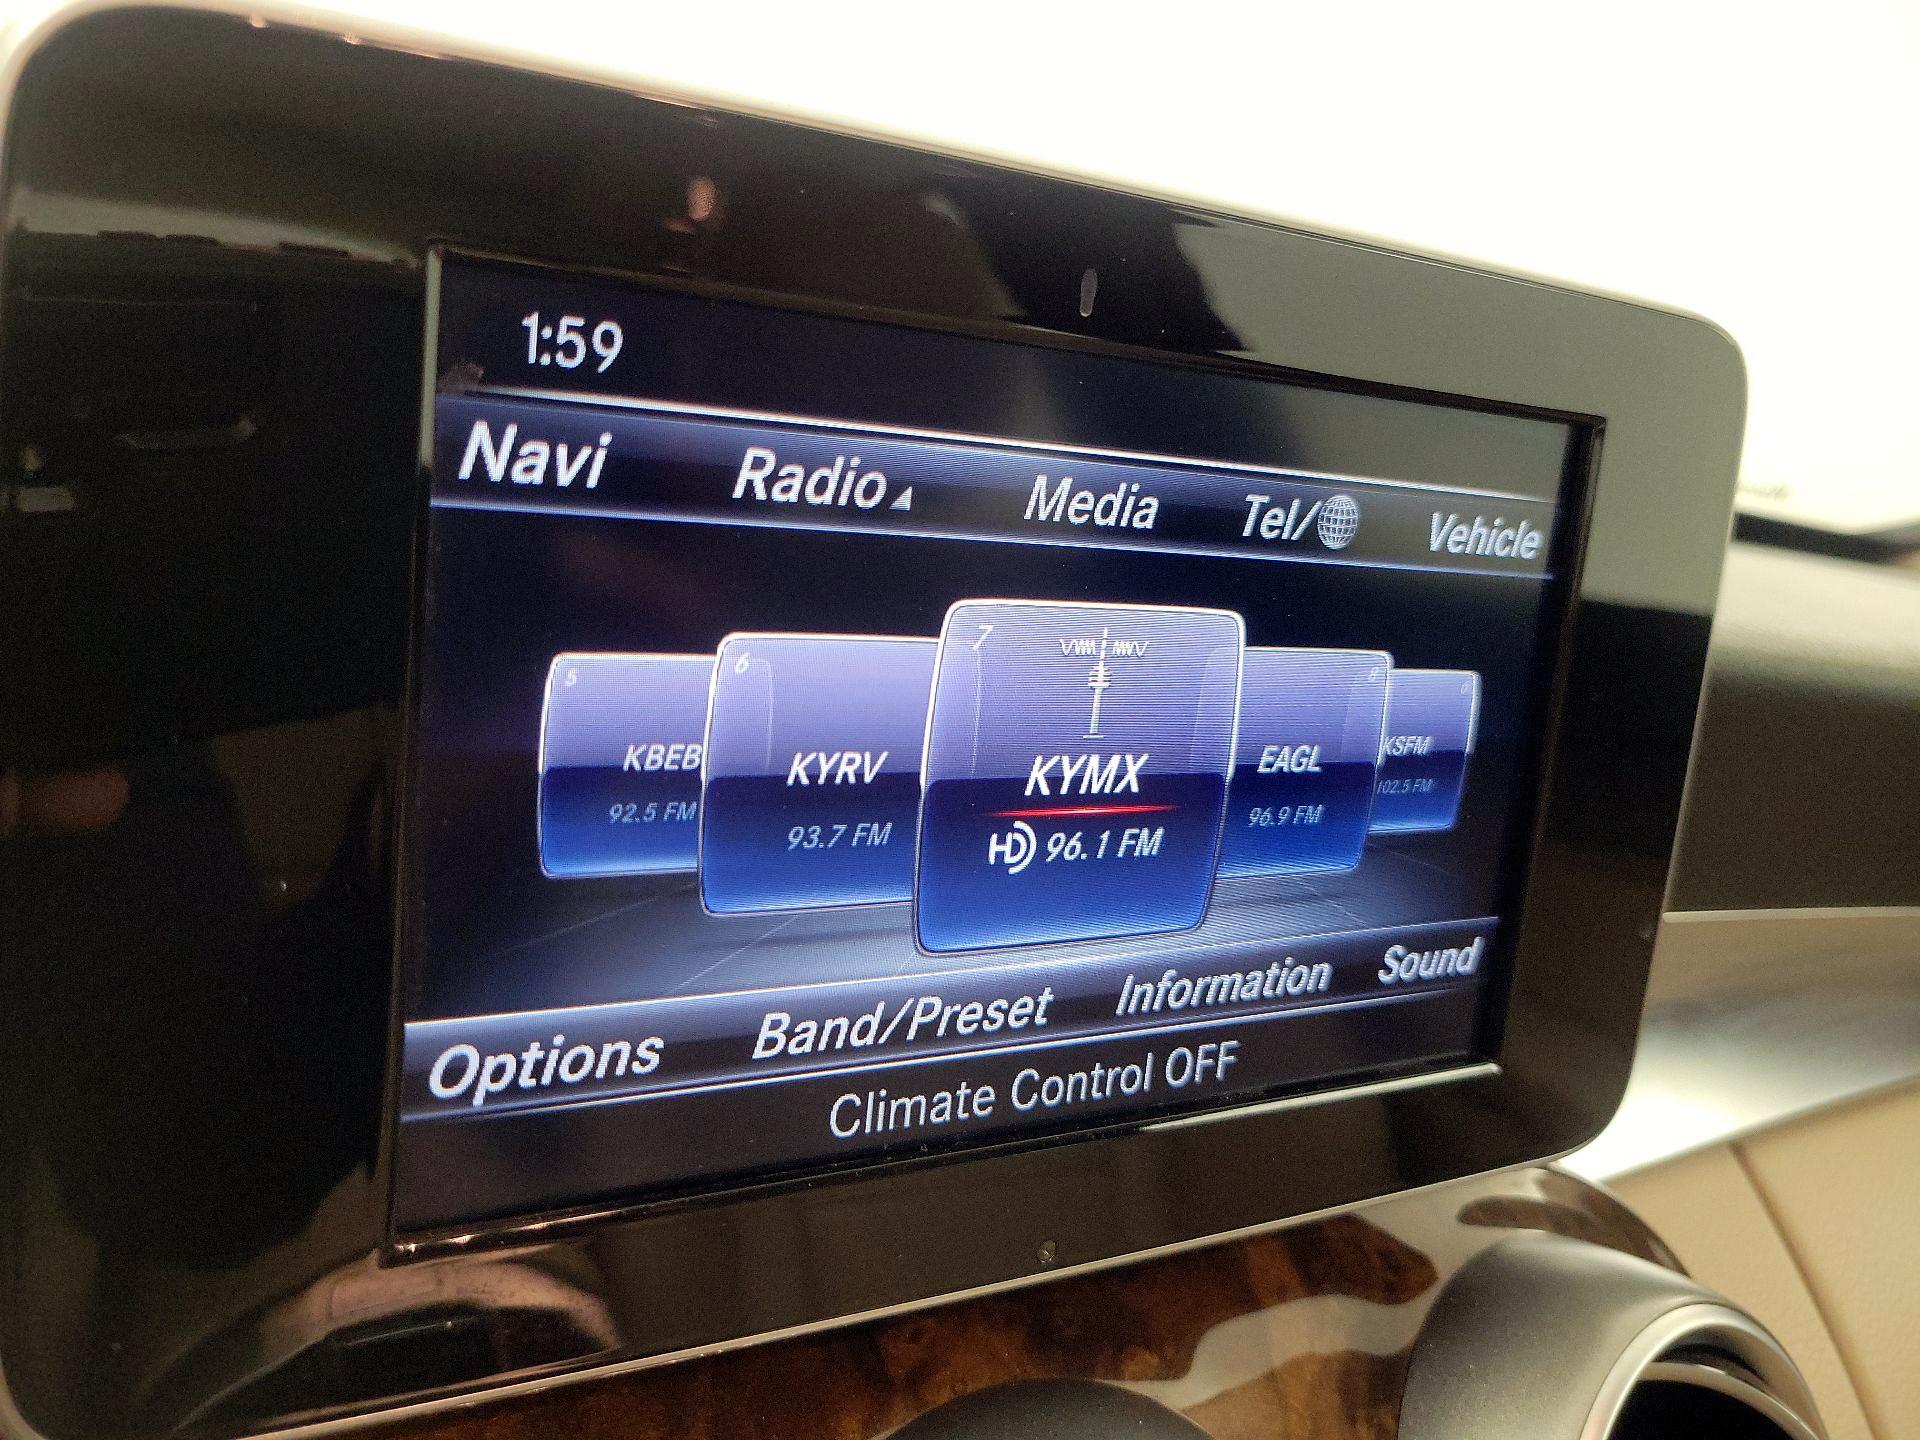 1:59
Navi Radio Media Tel/ Vehicle
5 6 7 8
KBEB KYRV KYMX EAGL KSFM
92.5 FM 93.7 FM HD 96.1 FM 96.9 FM 102.5 FM
Options Band/Preset Information Sound
Climate Control OFF